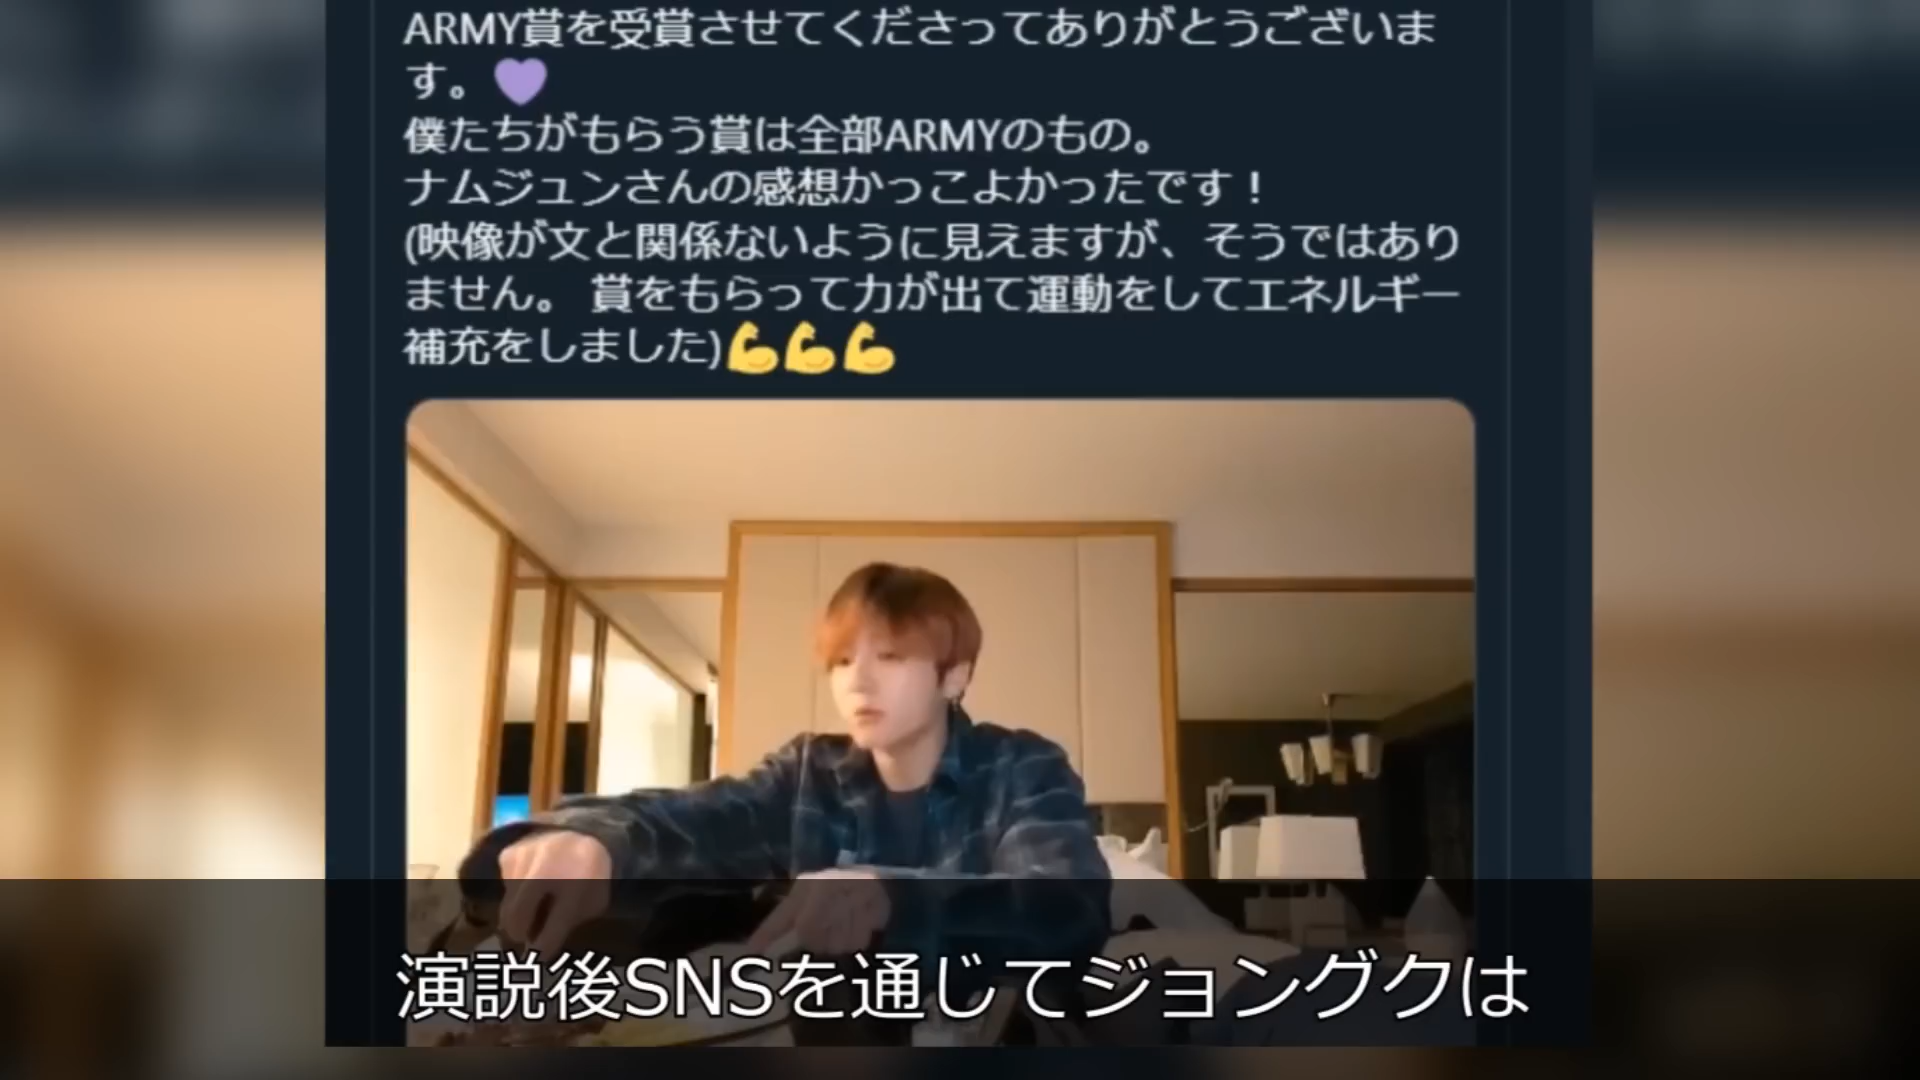 ARMY賞を受賞させてくださってありがとうございま
す。💜
僕たちがもらう賞は全部ARMYのもの。
ナムジュンさんの感想かっこよかったです！
(映像が文と関係ないように見えますが、そうではあり
ません。 賞をもらって力が出て運動をしてエネルギー
補充をしました)💪💪💪
演説後SNSを通じてジョングクは